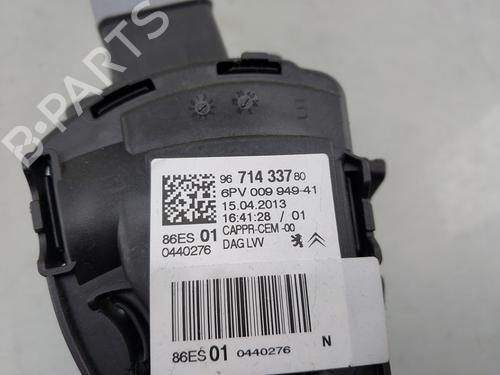 B-PARTS
96 714 337 80
6PV 009 949-41
15.04.2013
16:41:28 / 01
86ES 01 CAPPR-CEM -00
0440276 DAG LVV
86ES 01 0440276 N